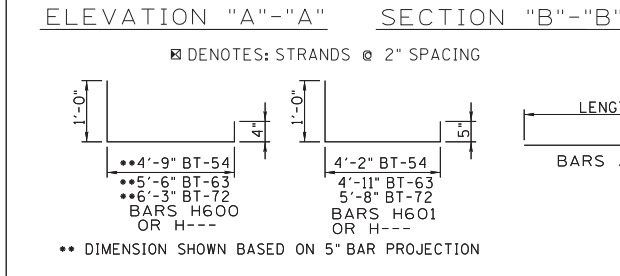 ELEVATION "A"-"A"
SECTION "B"-"B"
DENOTES: STRANDS @ 2" SPACING
1'-0"
4"
**4'-9" BT-54
**5'-6" BT-63
**6'-3" BT-72
BARS H600
OR H---
1'-0"
5"
4'-2" BT-54
4'-11" BT-63
5'-8" BT-72
BARS H601
OR H---
BARS
** DIMENSION SHOWN BASED ON 5" BAR PROJECTION